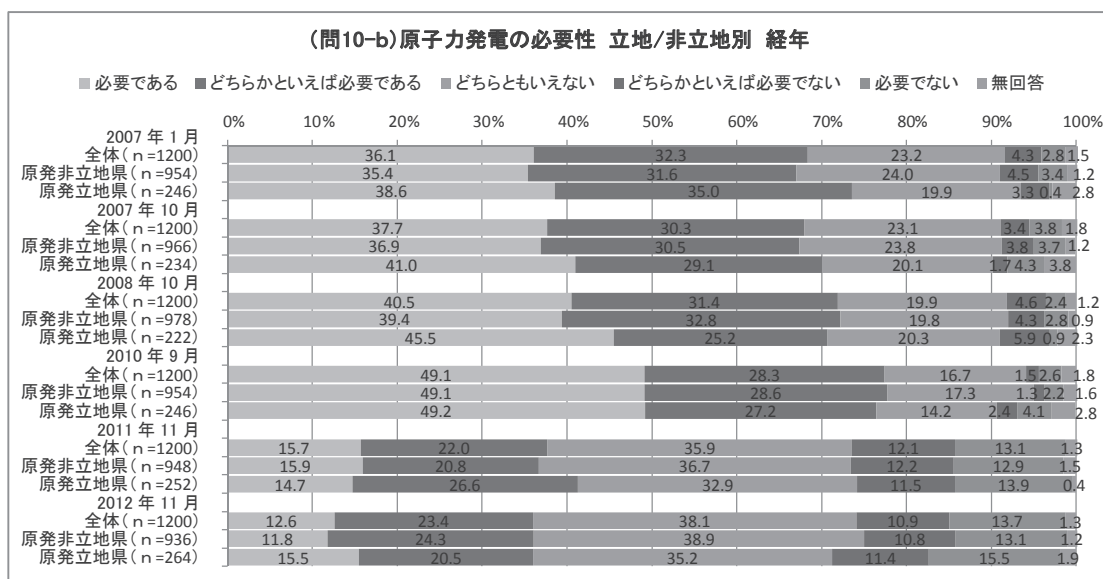 (問10-b)原子力発電の必要性 立地/非立地別 経年
必要である どちらかといえば必要である どちらともいえない どちらかといえば必要でない 必要でない 無回答
0% 10% 20% 30% 40% 50% 60% 70% 80% 90% 100%
2007 年 1 月
全体(n=1200) 36.1 32.3 23.2 4.3 2.8 1.5
原発非立地県(n=954) 35.4 31.6 24.0 4.5 3.4 1.2
原発立地県(n=246) 38.6 35.0 19.9 3.3 0.4 2.8
2007 年 10 月
全体(n=1200) 37.7 30.3 23.1 3.4 3.8 1.8
原発非立地県(n=966) 36.9 30.5 23.8 3.8 3.7 1.2
原発立地県(n=234) 41.0 29.1 20.1 1.7 4.3 3.8
2008 年 10 月
全体(n=1200) 40.5 31.4 19.9 4.6 2.4 1.2
原発非立地県(n=978) 39.4 32.8 19.8 4.3 2.8 0.9
原発立地県(n=222) 45.5 25.2 20.3 5.9 0.9 2.3
2010 年 9 月
全体(n=1200) 49.1 28.3 16.7 1.5 2.6 1.8
原発非立地県(n=954) 49.1 28.6 17.3 1.3 2.2 1.6
原発立地県(n=246) 49.2 27.2 14.2 2.4 4.1 2.8
2011 年 11 月
全体(n=1200) 15.7 22.0 35.9 12.1 13.1 1.3
原発非立地県(n=948) 15.9 20.8 36.7 12.2 12.9 1.5
原発立地県(n=252) 14.7 26.6 32.9 11.5 13.9 0.4
2012 年 11 月
全体(n=1200) 12.6 23.4 38.1 10.9 13.7 1.3
原発非立地県(n=936) 11.8 24.3 38.9 10.8 13.1 1.2
原発立地県(n=264) 15.5 20.5 35.2 11.4 15.5 1.9